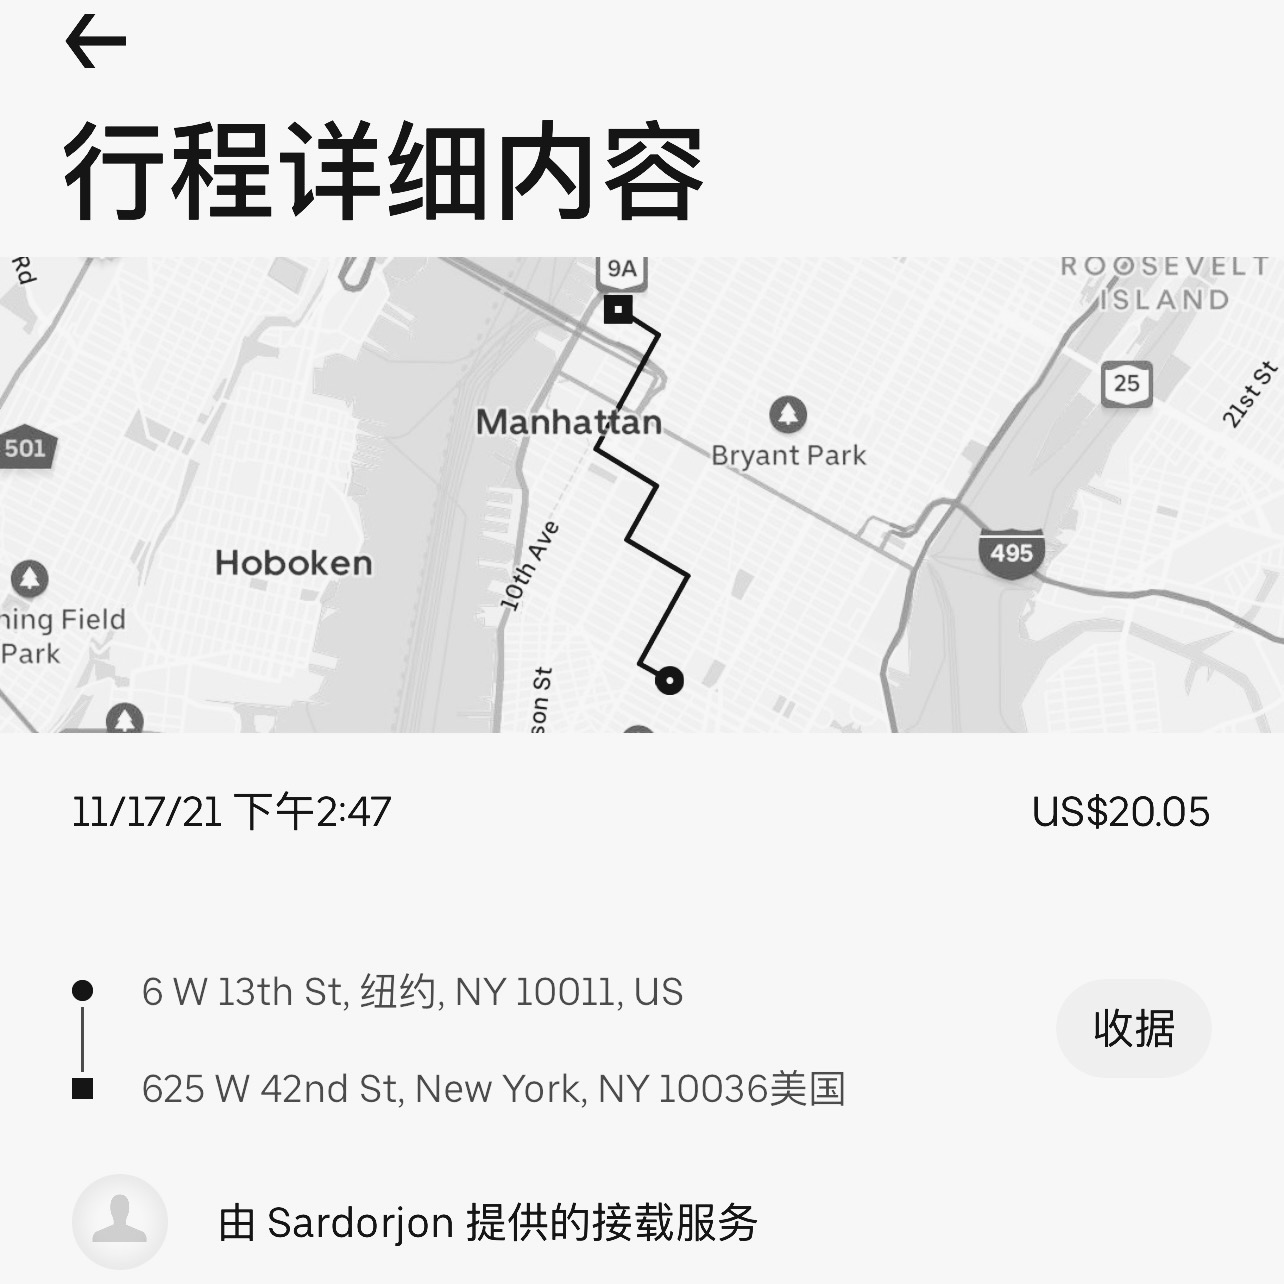 行程详细内容
Rd
9A
ROOSEVELT
ISLAND
25
21st St
Manhattan
Bryant Park
501
Hoboken
10th Ave
495
ning Field
Park
son St
11/17/21 下午2:47
US$20.05
6 W 13th St, 纽约, NY 10011, US
收据
625 W 42nd St, New York, NY 10036美国
由 Sardorjon 提供的接载服务